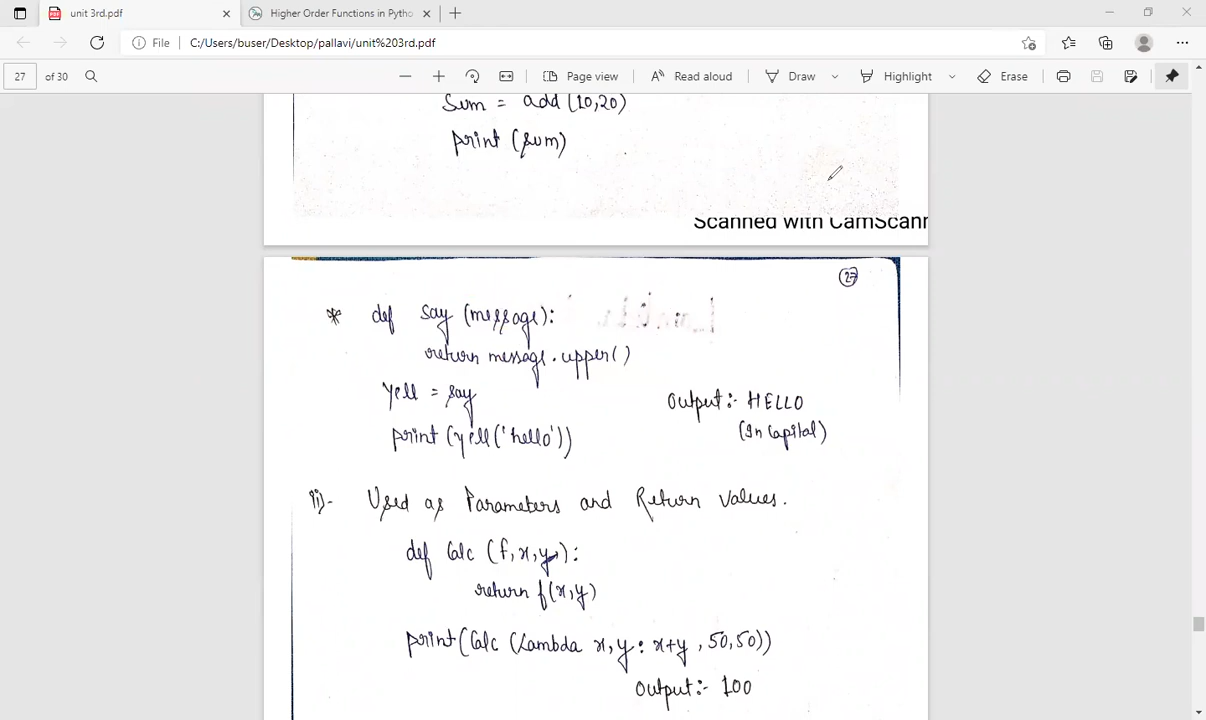 unit 3rd.pdf
Higher Order Functions in Pytho
File C:/Users/buser/Desktop/pallavi/unit%203rd.pdf
27 of 30
Page view
Read aloud
Draw
Highlight
Erase
Sum = add (10,20)
print (sum)
Scanned with CamScanr
27
* def say (message):
return message.upper()
yell = say
Output:- HELLO
print (yell('hello'))
(In Capital)
ii)- Used as Parameters and Return values.
def Calc (f,x,y):
return f(x,y)
print(Calc (Lambda x,y: x+y , 50,50))
Output:- 100